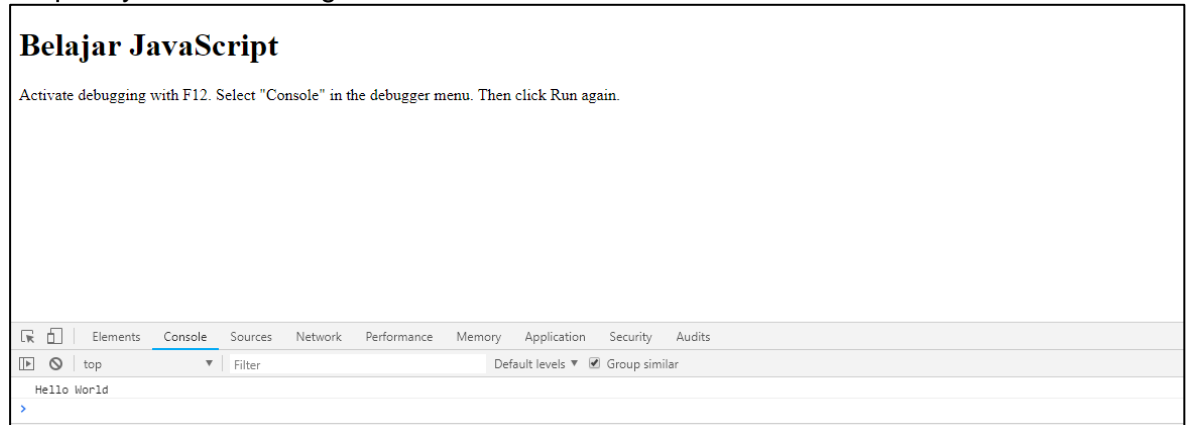 Belajar JavaScript
Activate debugging with F12. Select "Console" in the debugger menu. Then click Run again.
Elements Console Sources Network Performance Memory Application Security Audits
top Filter Default levels Group similar
Hello World